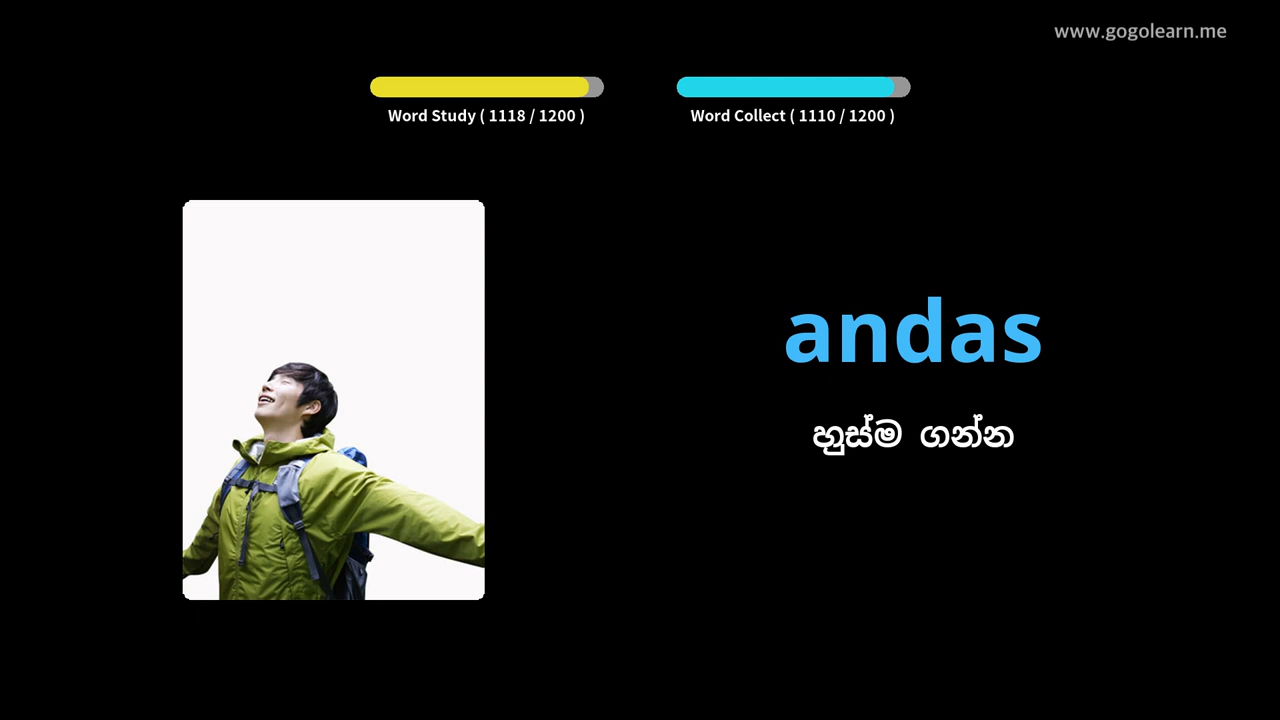 www.gogolearn.me
Word Study ( 1118 / 1200 )
Word Collect ( 1110 / 1200 )
andas
හුස්ම ගන්න